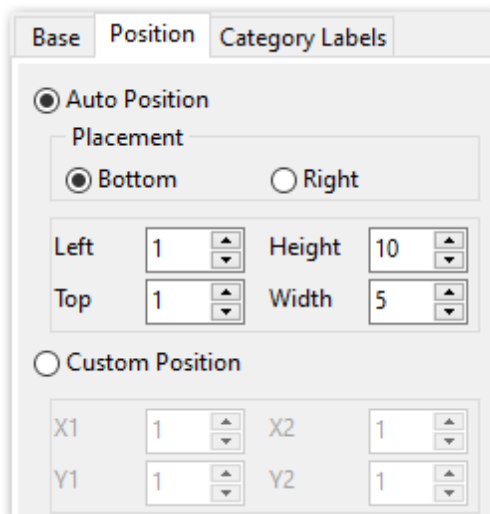 Base Position Category Labels
Auto Position
Placement
Bottom Right
Left 1 Height 10
Top 1 Width 5
Custom Position
X1 1 X2 1
Y1 1 Y2 1